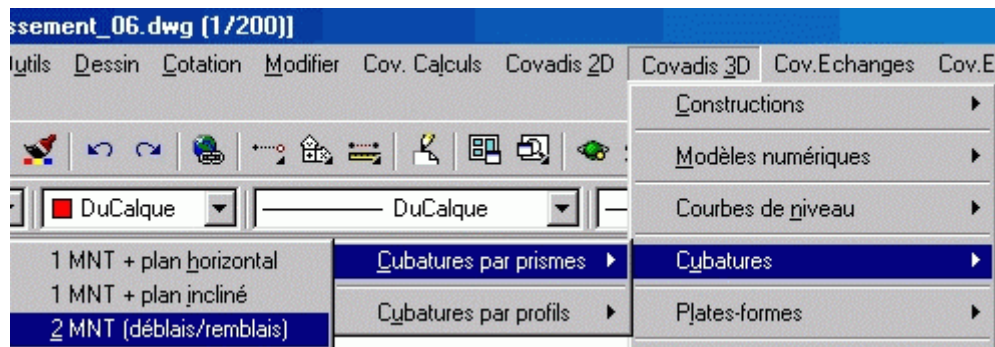 ssement_06.dwg (1/200)]
utils Dessin Cotation Modifier Cov. Calculs Covadis 2D Covadis 3D Cov.Echanges Cov.E
Constructions
Modèles numériques
DuCalque DuCalque Courbes de niveau
1 MNT + plan horizontal Cubatures par prismes Cubatures
1 MNT + plan incliné
2 MNT (déblais/remblais) Cubatures par profils Plates-formes